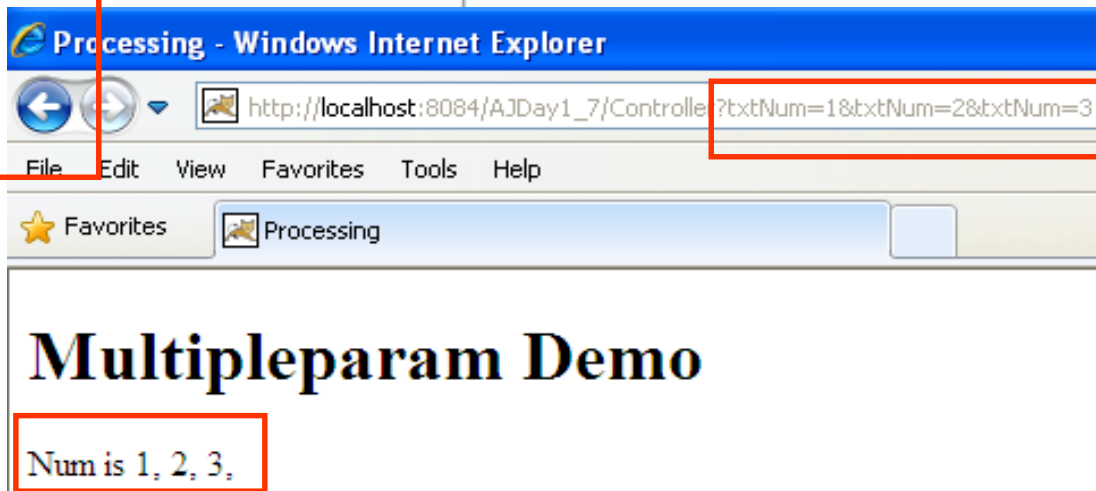 Processing - Windows Internet Explorer
http://localhost:8084/AJDay1_7/Controller?txtNum=1&txtNum=2&txtNum=3
File Edit View Favorites Tools Help
Favorites Processing
Multipleparam Demo
Num is 1, 2, 3,